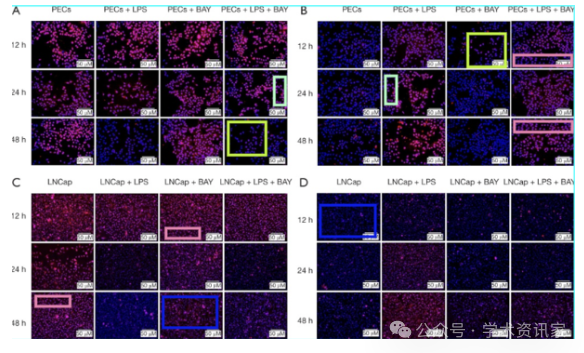 A
PECs PECs + LPS PECs + BAY PECs + LPS + BAY
12 h
24 h
48 h
B
PECs PECs + LPS PECs + BAY PECs + LPS + BAY
12 h
24 h
48 h
C
LNCap LNCap + LPS LNCap + BAY LNCap + LPS + BAY
12 h
24 h
48 h
D
LNCap LNCap + LPS LNCap + BAY LNCap + LPS + BAY
12 h
24 h
48 h
公众号 · 学术资讯家